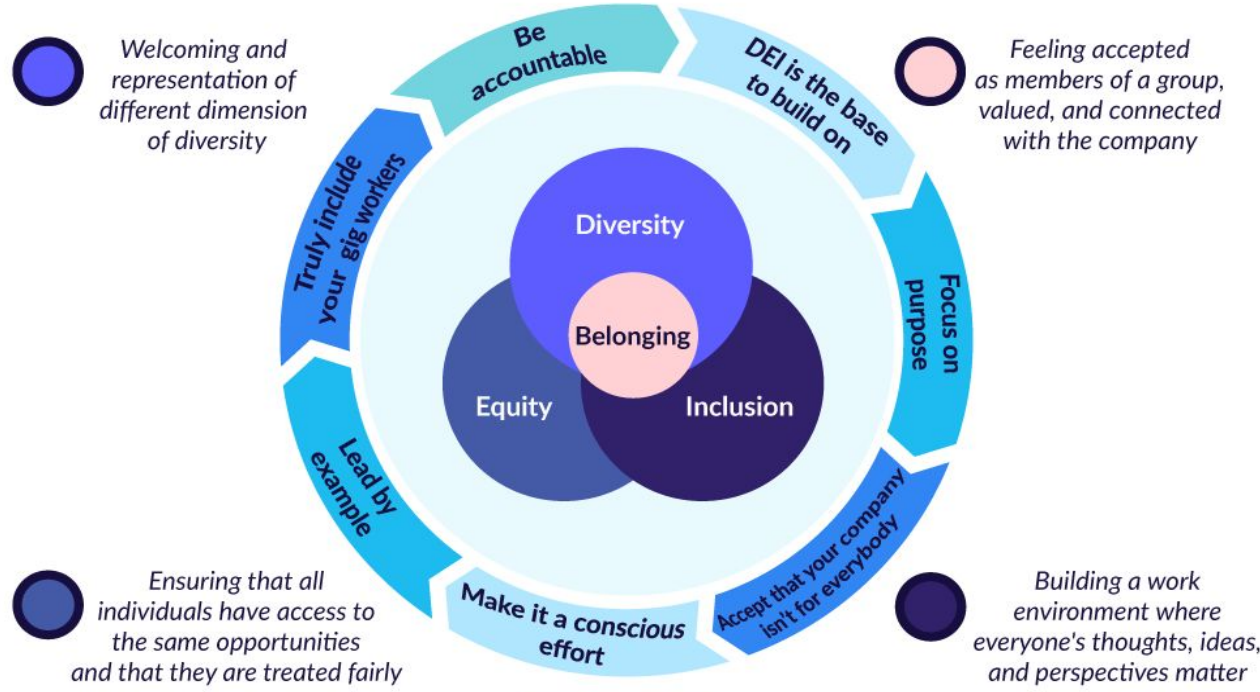 Welcoming and
representation of
different dimension
of diversity
Be
accountable
DEI is the base
to build on
Feeling accepted
as members of a group,
valued, and connected
with the company
Truly include
your gig workers
Focus on
purpose
Diversity
Belonging
Equity
Inclusion
Lead by
example
Make it a conscious
effort
Accept that your company
isn't for everybody
Ensuring that all
individuals have access to
the same opportunities
and that they are treated fairly
Building a work
environment where
everyone's thoughts, ideas,
and perspectives matter